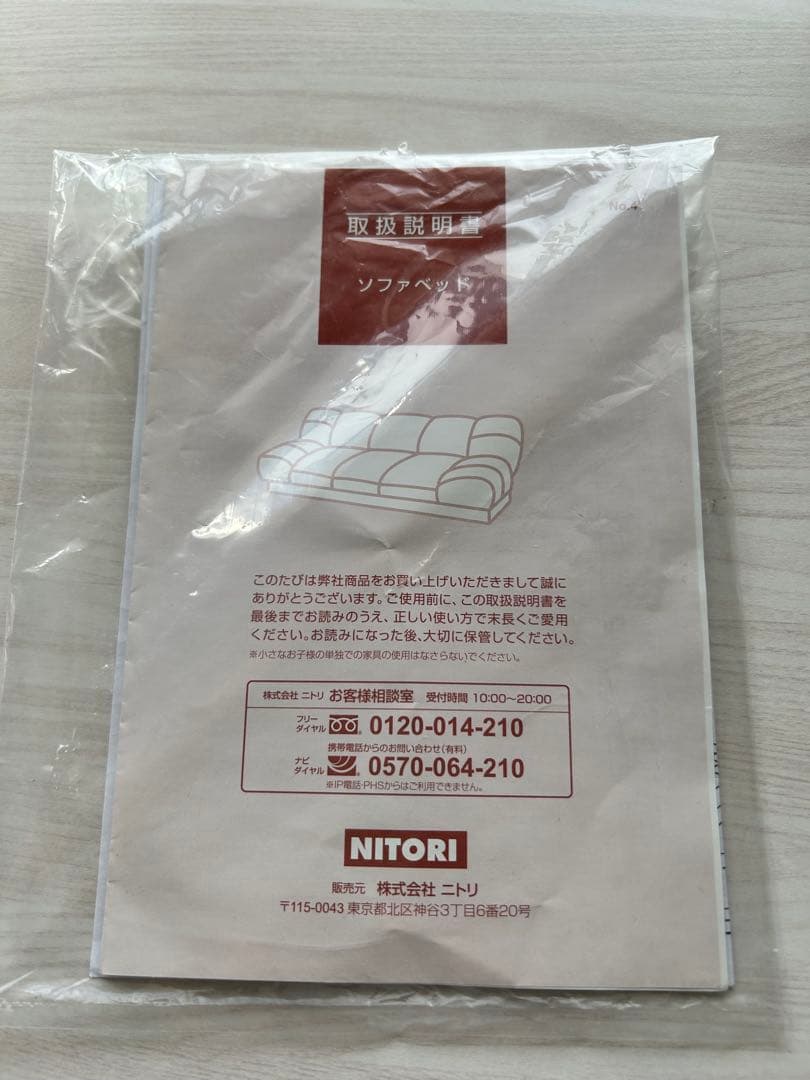 取扱説明書
No.4
ソファベッド
このたびは弊社商品をお買い上げいただきまして誠に
ありがとうございます。ご使用前に、この取扱説明書を
最後までお読みのうえ、正しい使い方で末長くご愛用
ください。お読みになった後、大切に保管してください。
※小さなお子様の単独での家具の使用はなさらないでください。
株式会社 ニトリ お客様相談室 受付時間 10:00〜20:00
フリーダイヤル 0120-014-210
携帯電話からのお問い合わせ(有料)
ナビダイヤル 0570-064-210
※IP電話・PHSからはご利用できません。
NITORI
販売元 株式会社 ニトリ
〒115-0043 東京都北区神谷3丁目6番20号